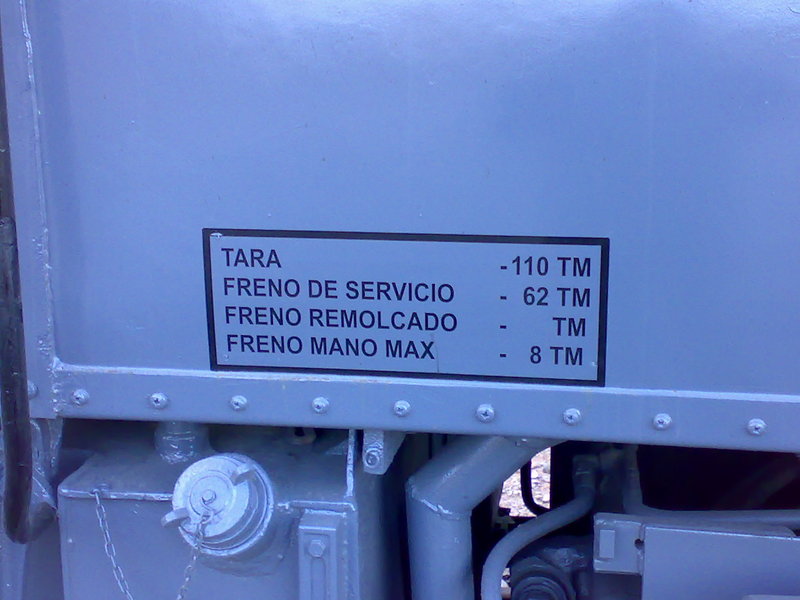 TARA -110 TM
FRENO DE SERVICIO - 62 TM
FRENO REMOLCADO - TM
FRENO MANO MAX - 8 TM